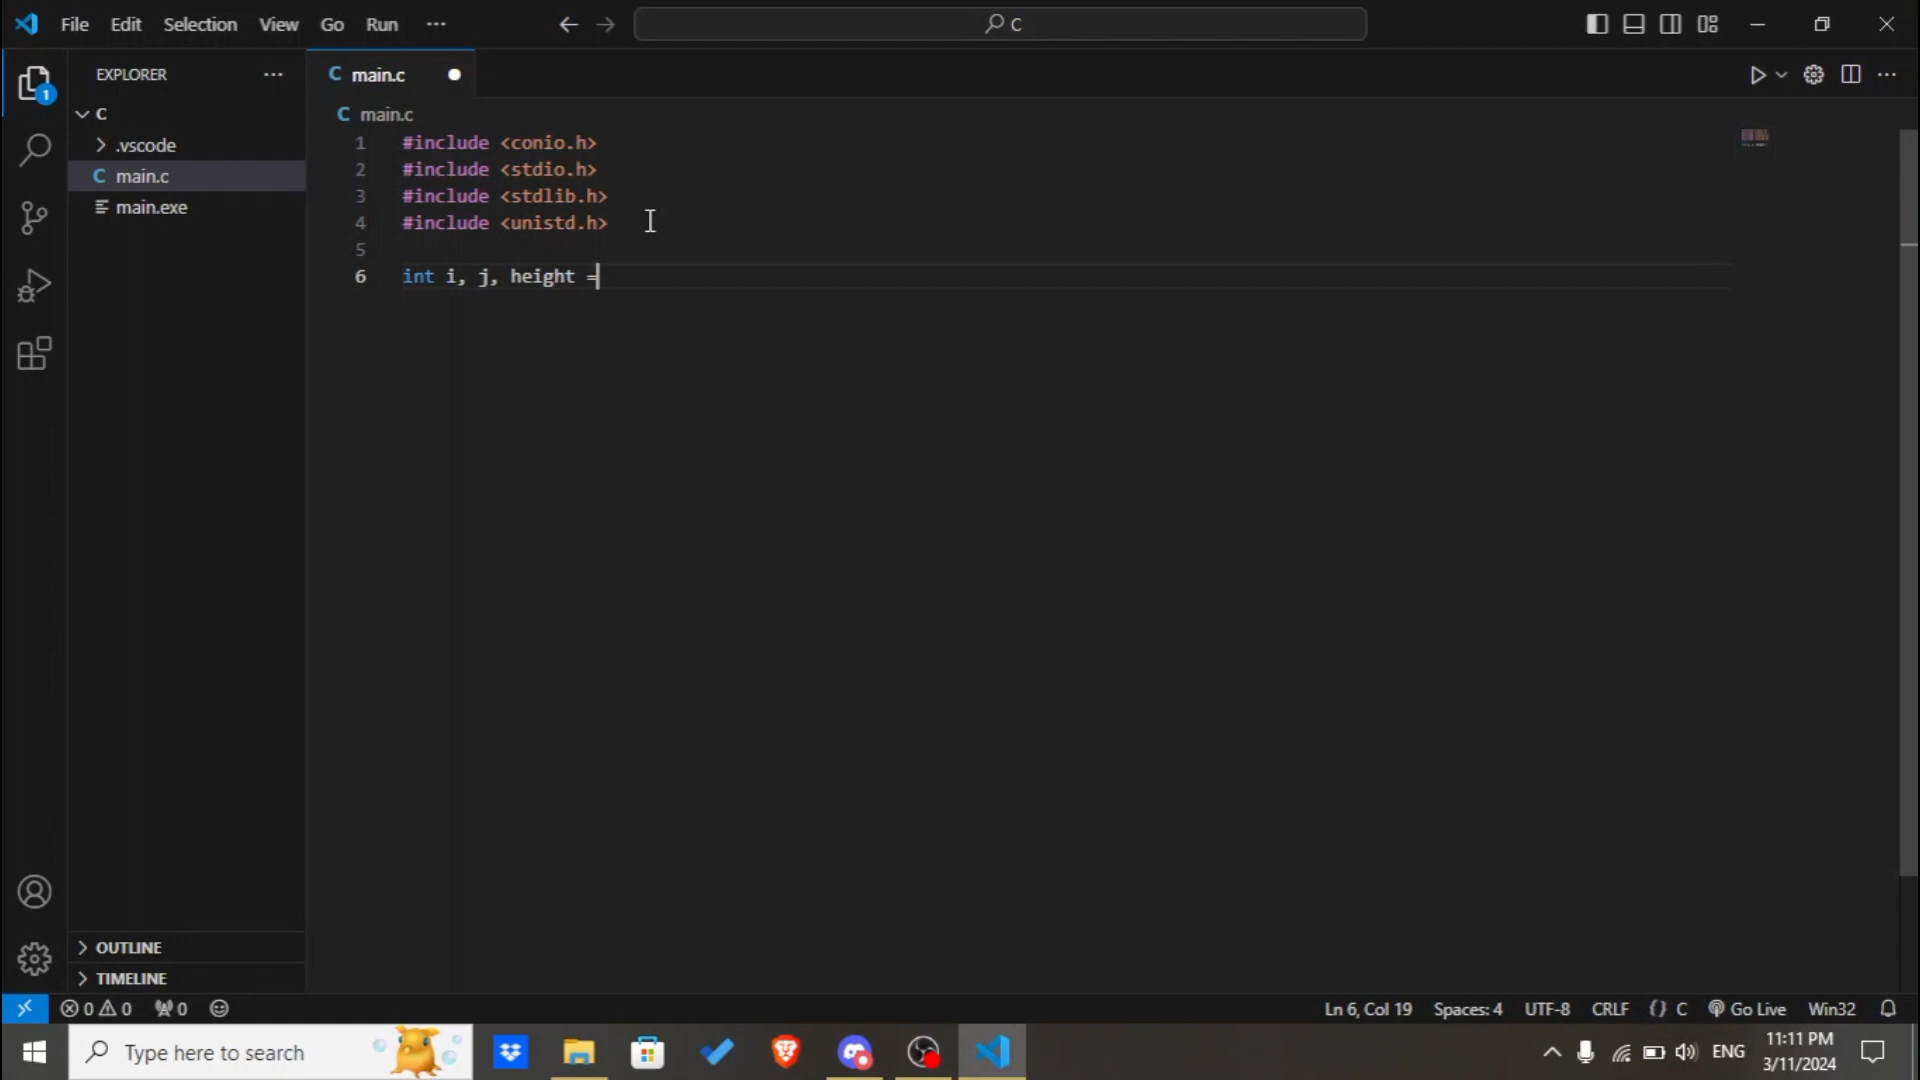 File Edit Selection View Go Run ··· C
EXPLORER ···
C main.c
C
.vscode
C main.c
main.exe
C main.c
1 #include <conio.h>
2 #include <stdio.h>
3 #include <stdlib.h>
4 #include <unistd.h>
5
6 int i, j, height =
1
OUTLINE
TIMELINE
0 0 0 Ln 6, Col 19 Spaces: 4 UTF-8 CRLF {} C Go Live Win32
Type here to search ENG 11:11 PM
3/11/2024